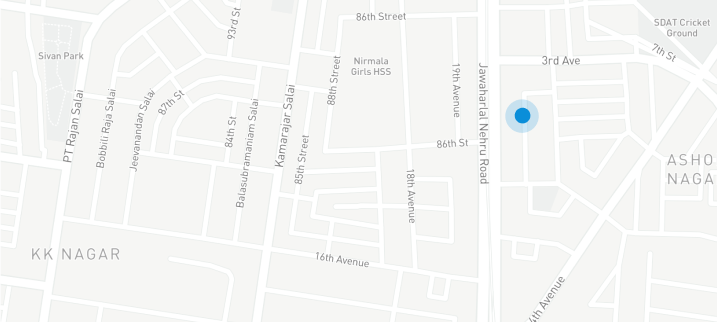 86th Street
93rd St
SDAT Cricket
Ground
7th St
Sivan Park
3rd Ave
Nirmala
Girls HSS
88th Street
19th Avenue
Jawaharlal Nehru Road
PT Rajan Salai
Bobbili Raja Salai
Jeevanandan Salai
87th St
84th St
Balasubramaniam Salai
Kamarajar Salai
85th Street
86th St
18th Avenue
ASHO
NAGA
KK NAGAR
16th Avenue
4th Avenue